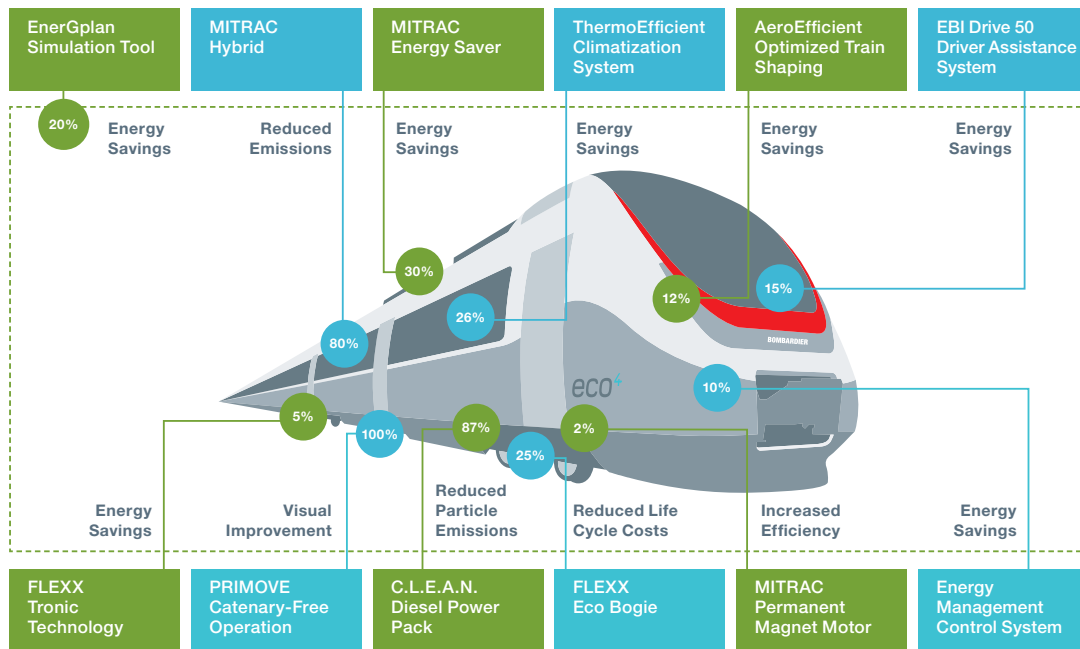 EnerGplan
Simulation Tool
MITRAC
Hybrid
MITRAC
Energy Saver
ThermoEfficient
Climatization
System
AeroEfficient
Optimized Train
Shaping
EBI Drive 50
Driver Assistance
System
20%
Energy
Savings
Reduced
Emissions
Energy
Savings
Energy
Savings
Energy
Savings
Energy
Savings
30%
26%
12%
15%
80%
BOMBARDIER
eco4
10%
5%
100%
87%
25%
2%
Energy
Savings
Visual
Improvement
Reduced
Particle
Emissions
Reduced Life
Cycle Costs
Increased
Efficiency
Energy
Savings
FLEXX
Tronic
Technology
PRIMOVE
Catenary-Free
Operation
C.L.E.A.N.
Diesel Power
Pack
FLEXX
Eco Bogie
MITRAC
Permanent
Magnet Motor
Energy
Management
Control System